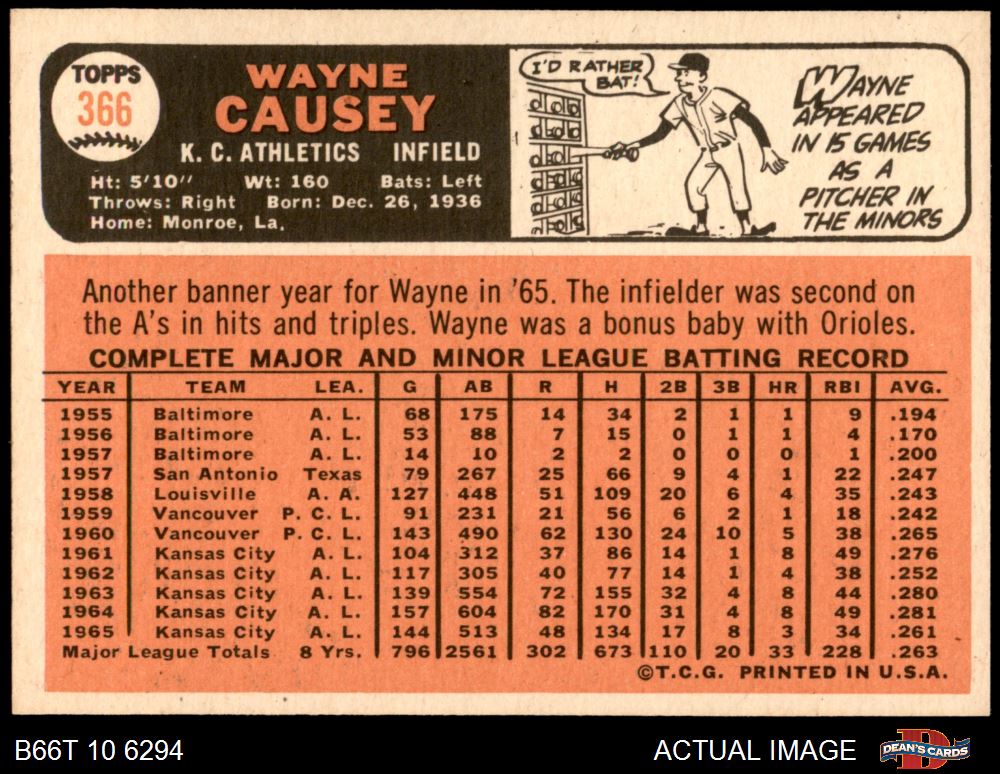 TOPPS
366
WAYNE
CAUSEY
K. C. ATHLETICS INFIELD
Ht: 5'10" Wt: 160 Bats: Left
Throws: Right Born: Dec. 26, 1936
Home: Monroe, La.
I'D RATHER
BAT!
WAYNE
APPEARED
IN 15 GAMES
AS A
PITCHER IN
THE MINORS
Another banner year for Wayne in '65. The infielder was second on
the A's in hits and triples. Wayne was a bonus baby with Orioles.
COMPLETE MAJOR AND MINOR LEAGUE BATTING RECORD
YEAR TEAM LEA. G AB R H 2B 3B HR RBI AVG.
1955 Baltimore A. L. 68 175 14 34 2 1 1 9 .194
1956 Baltimore A. L. 53 88 7 15 0 1 1 4 .170
1957 Baltimore A. L. 14 10 2 2 0 0 0 1 .200
1957 San Antonio Texas 79 267 25 66 9 4 1 22 .247
1958 Louisville A. A. 127 448 51 109 20 6 4 35 .243
1959 Vancouver P. C. L. 91 231 21 56 6 2 1 18 .242
1960 Vancouver P. C. L. 143 490 62 130 24 10 5 38 .265
1961 Kansas City A. L. 104 312 37 86 14 1 8 49 .276
1962 Kansas City A. L. 117 305 40 77 14 1 4 38 .252
1963 Kansas City A. L. 139 554 72 155 32 4 8 44 .280
1964 Kansas City A. L. 157 604 82 170 31 4 8 49 .281
1965 Kansas City A. L. 144 513 48 134 17 8 3 34 .261
Major League Totals 8 Yrs. 796 2561 302 673 110 20 33 228 .263
©T.C.G. PRINTED IN U.S.A.
B66T 10 6294 ACTUAL IMAGE DEAN'S CARDS